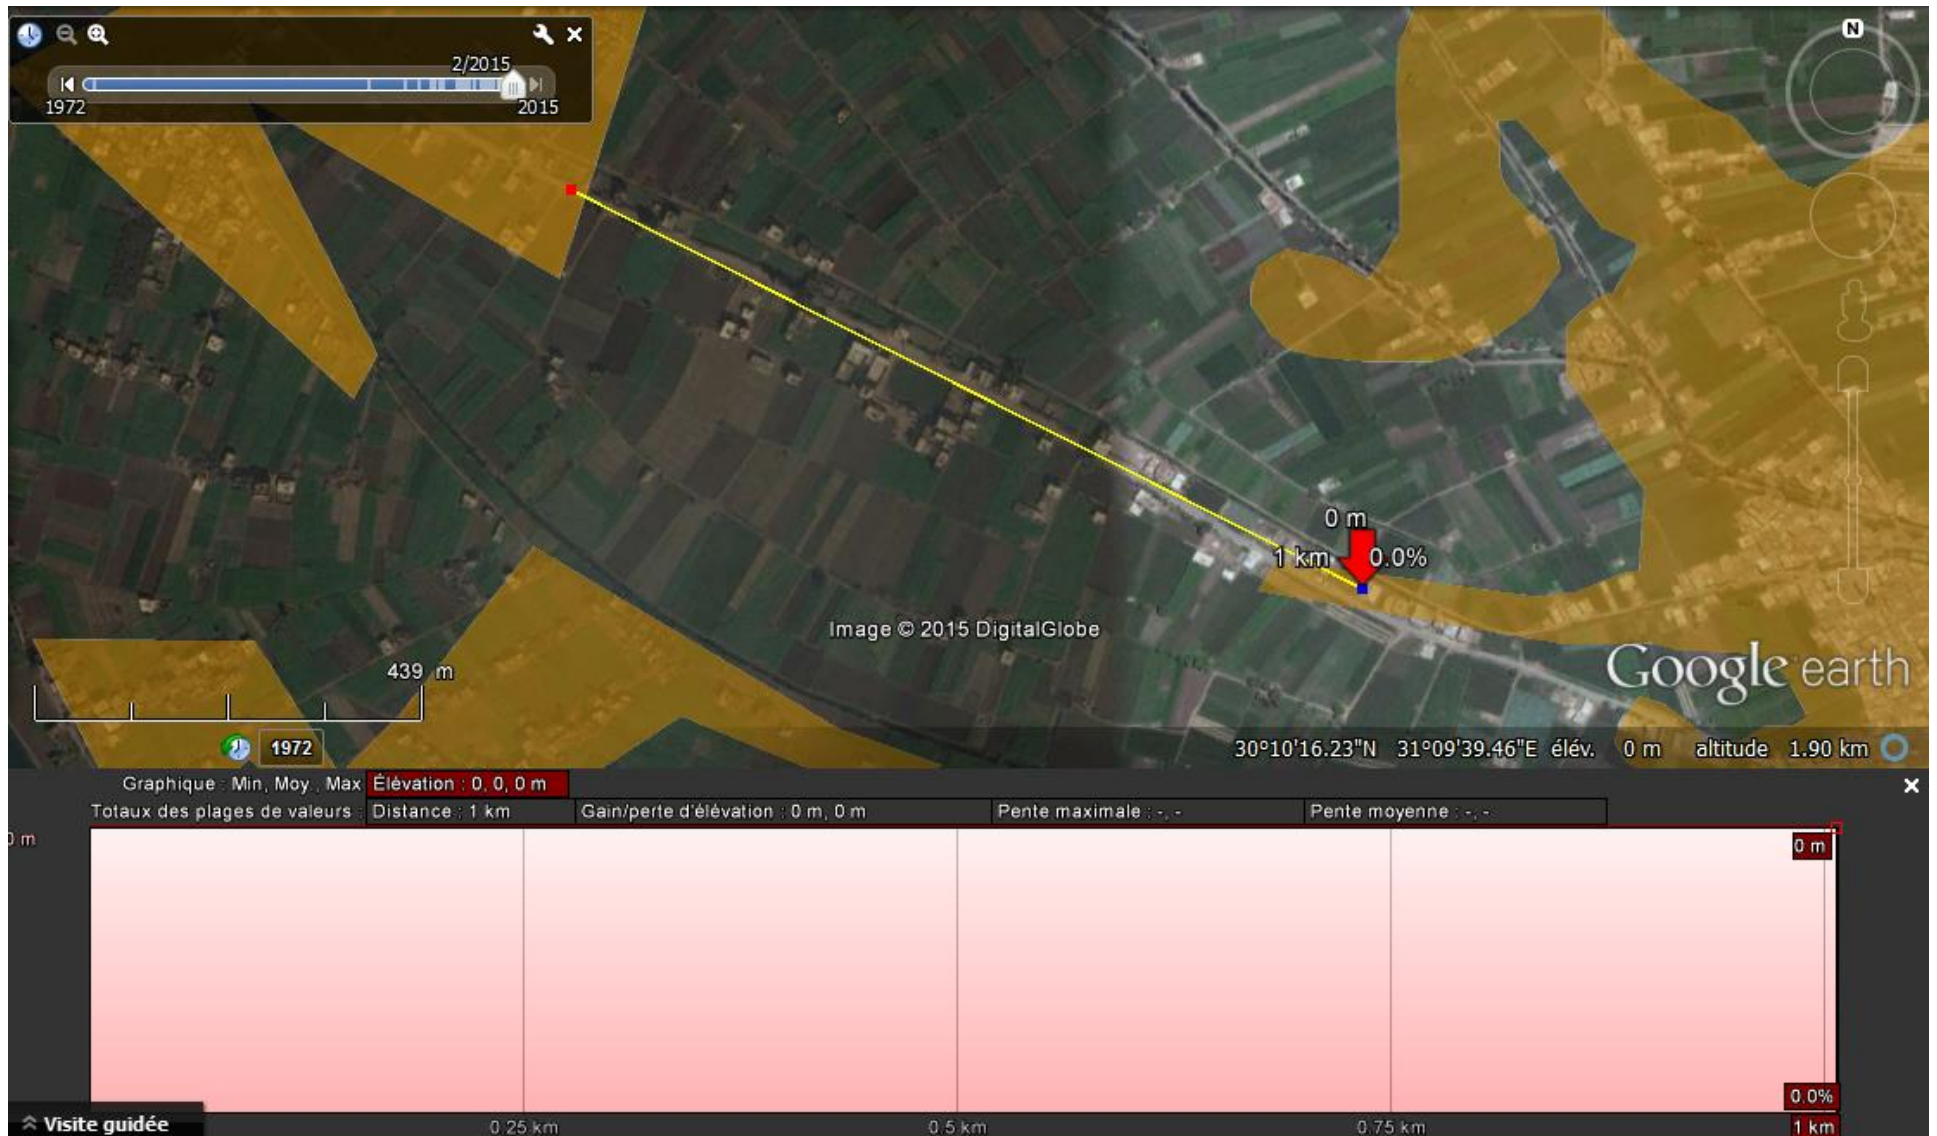 2/2015
1972
2015
N
0 m
1 km
0.0%
Image © 2015 DigitalGlobe
Google earth
439 m
1972
30°10'16.23"N 31°09'39.46"E élév. 0 m altitude 1.90 km
Graphique : Min, Moy., Max Élévation : 0, 0, 0 m
Totaux des plages de valeurs : Distance : 1 km Gain/perte d'élévation : 0 m, 0 m Pente maximale : -, - Pente moyenne : -, -
0 m
0 m
0.0%
Visite guidée
0.25 km 0.5 km 0.75 km 1 km